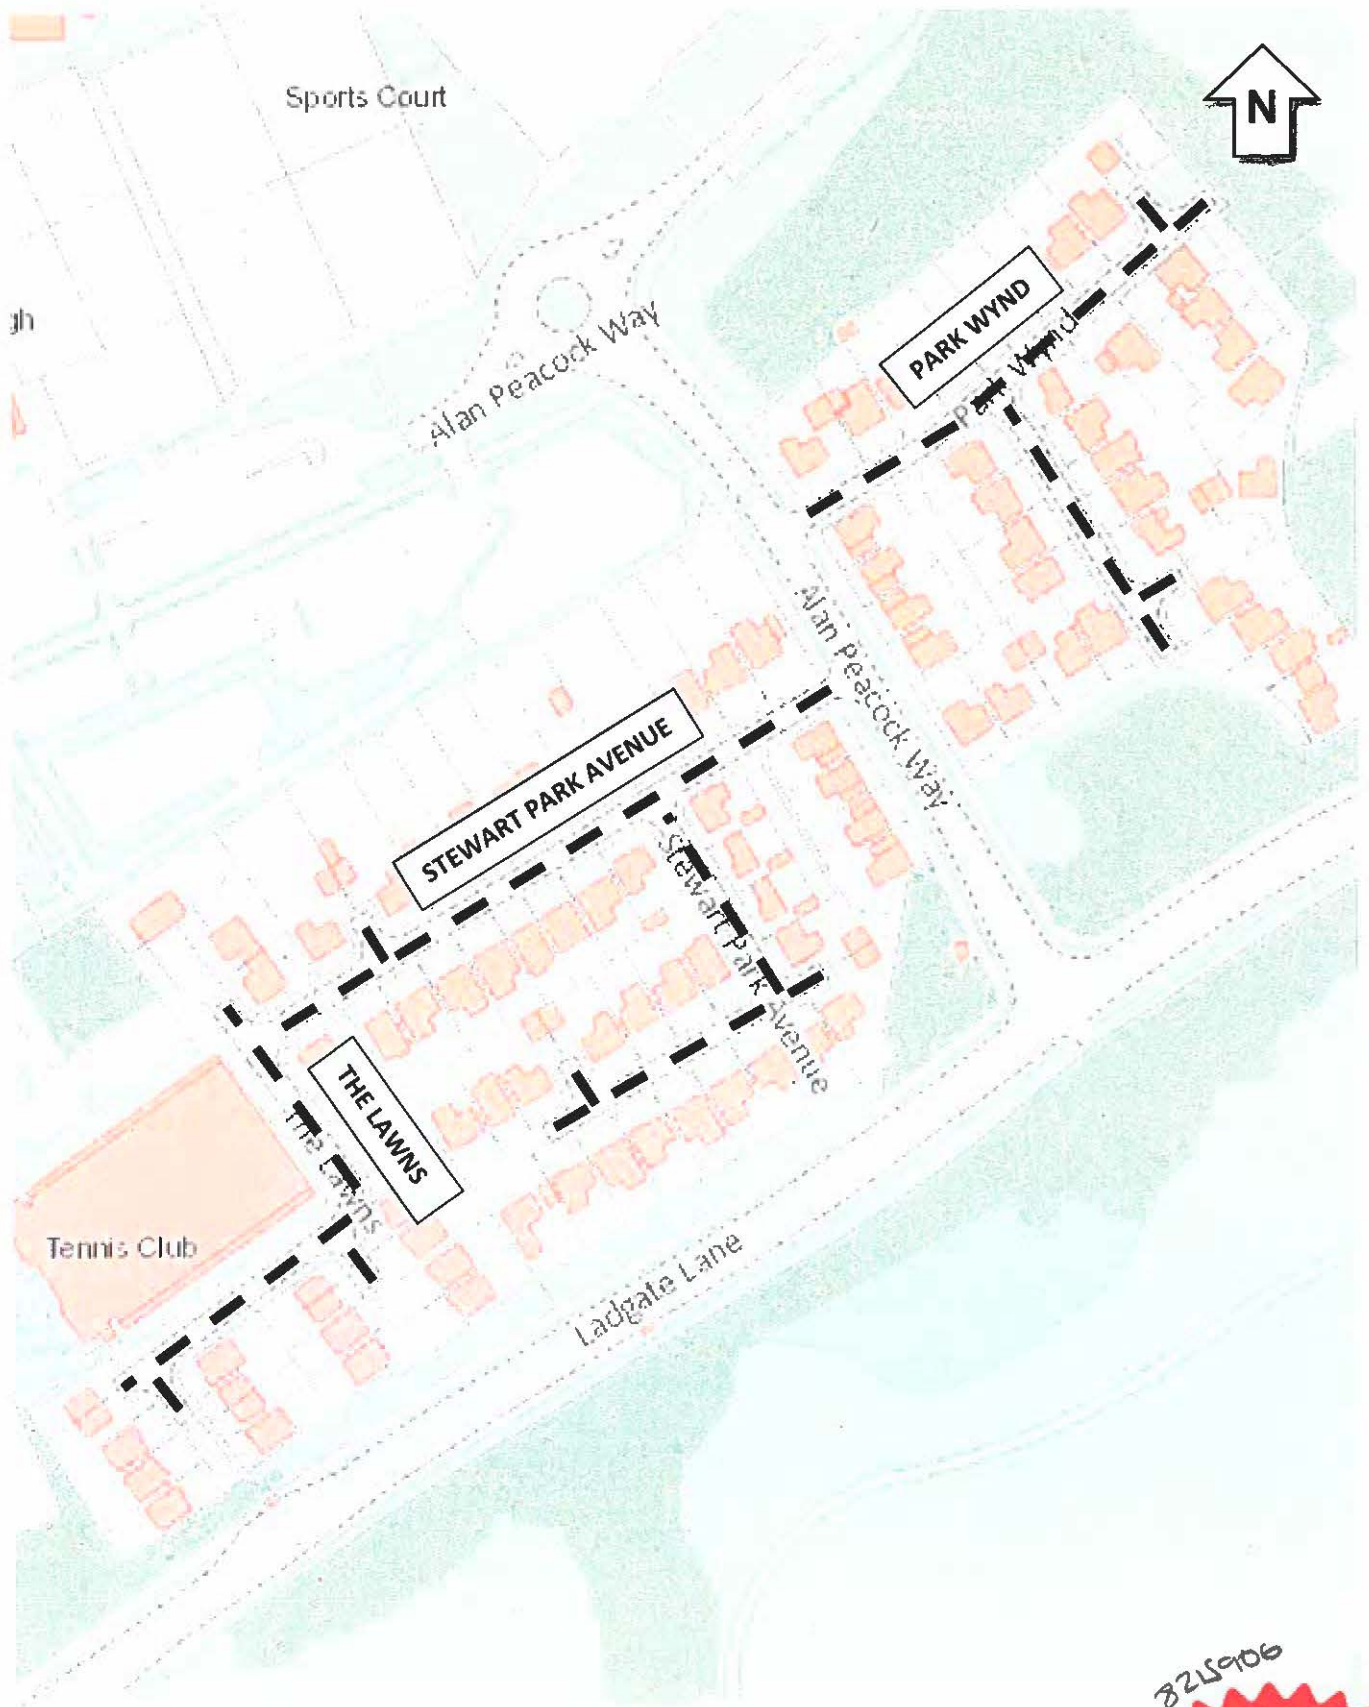 Sports Court
N
gh
Alan Peacock Way
PARK WYND
Park Wynd
Alan Peacock Way
STEWART PARK AVENUE
Stewart Park Avenue
THE LAWNS
The Lawns
Tennis Club
Ladgate Lane